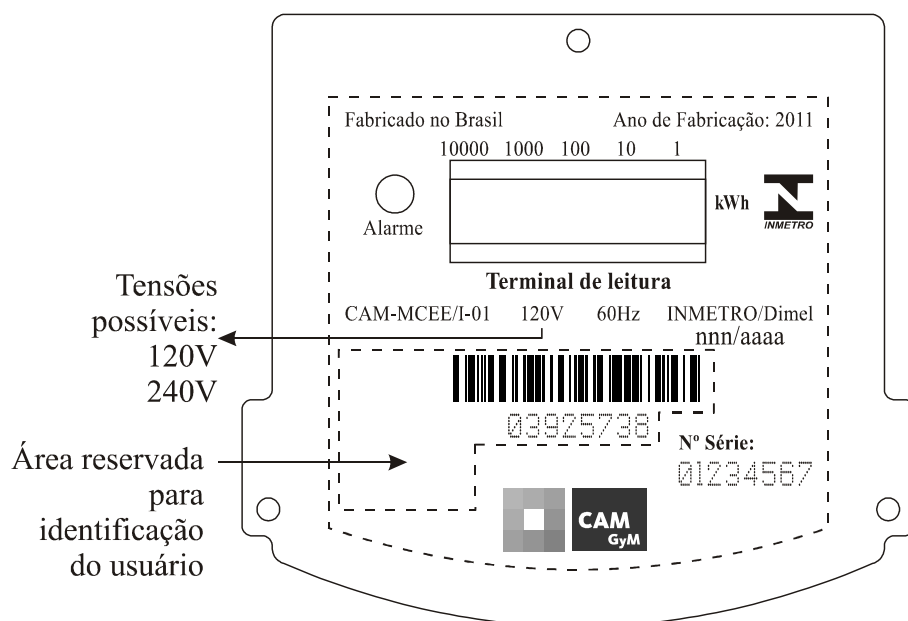 Fabricado no Brasil Ano de Fabricação: 2011
10000 1000 100 10 1
kWh
INMETRO
Alarme
Terminal de leitura
Tensões
possíveis:
120V
240V
CAM-MCEE/I-01 120V 60Hz INMETRO/Dimel
nnn/aaaa
03925738
Nº Série:
01234567
Área reservada
para
identificação
do usuário
CAM
GyM